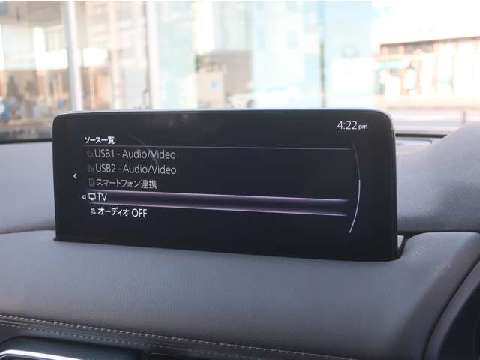 4:22 pm
ソース一覧
USB1 - Audio/Video
USB2 - Audio/Video
スマートフォン連携
TV
オーディオ OFF